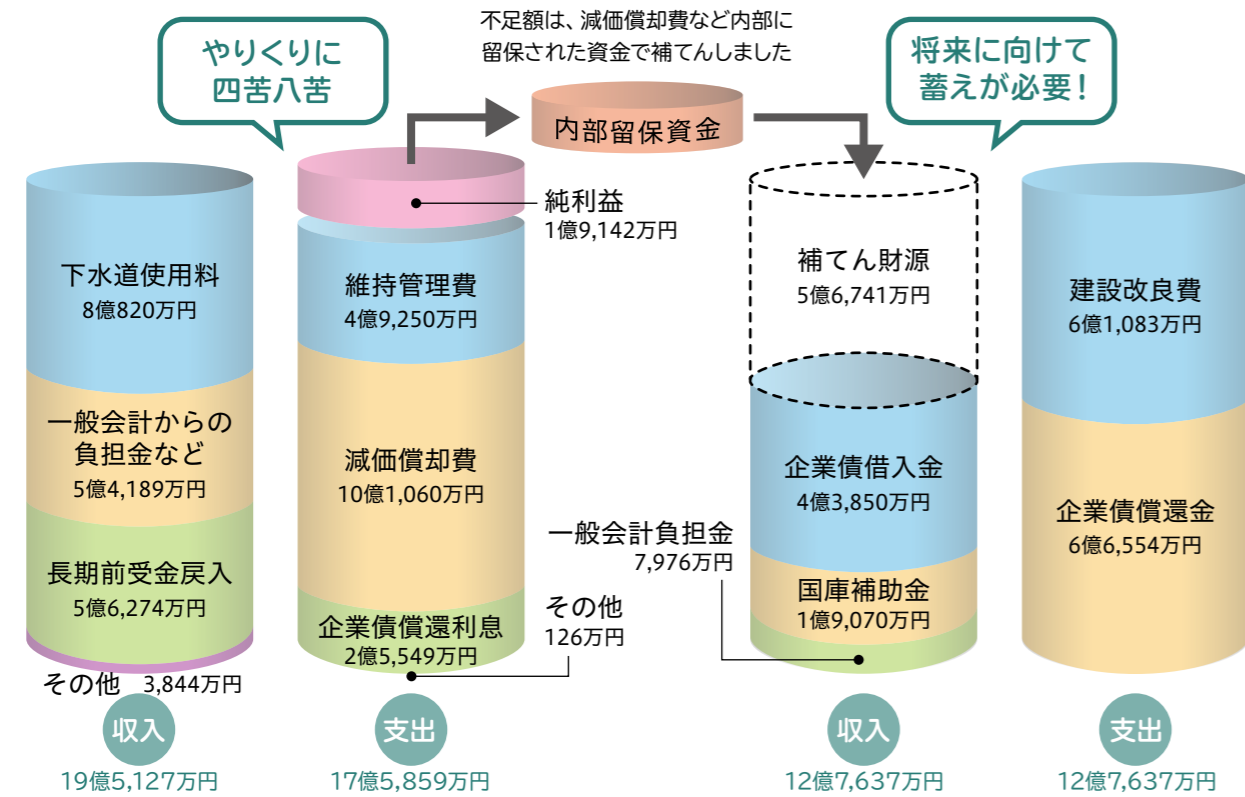 不足額は、減価償却費など内部に
留保された資金で補てんしました
やりくりに
四苦八苦
将来に向けて
蓄えが必要!
内部留保資金
下水道使用料
8億820万円
一般会計からの
負担金など
5億4,189万円
長期前受金戻入
5億6,274万円
その他 3,844万円
収入
19億5,127万円
純利益
1億9,142万円
維持管理費
4億9,250万円
減価償却費
10億1,060万円
企業債償還利息
2億5,549万円
その他
126万円
支出
17億5,859万円
補てん財源
5億6,741万円
企業債借入金
4億3,850万円
国庫補助金
1億9,070万円
一般会計負担金
7,976万円
収入
12億7,637万円
建設改良費
6億1,083万円
企業債償還金
6億6,554万円
支出
12億7,637万円